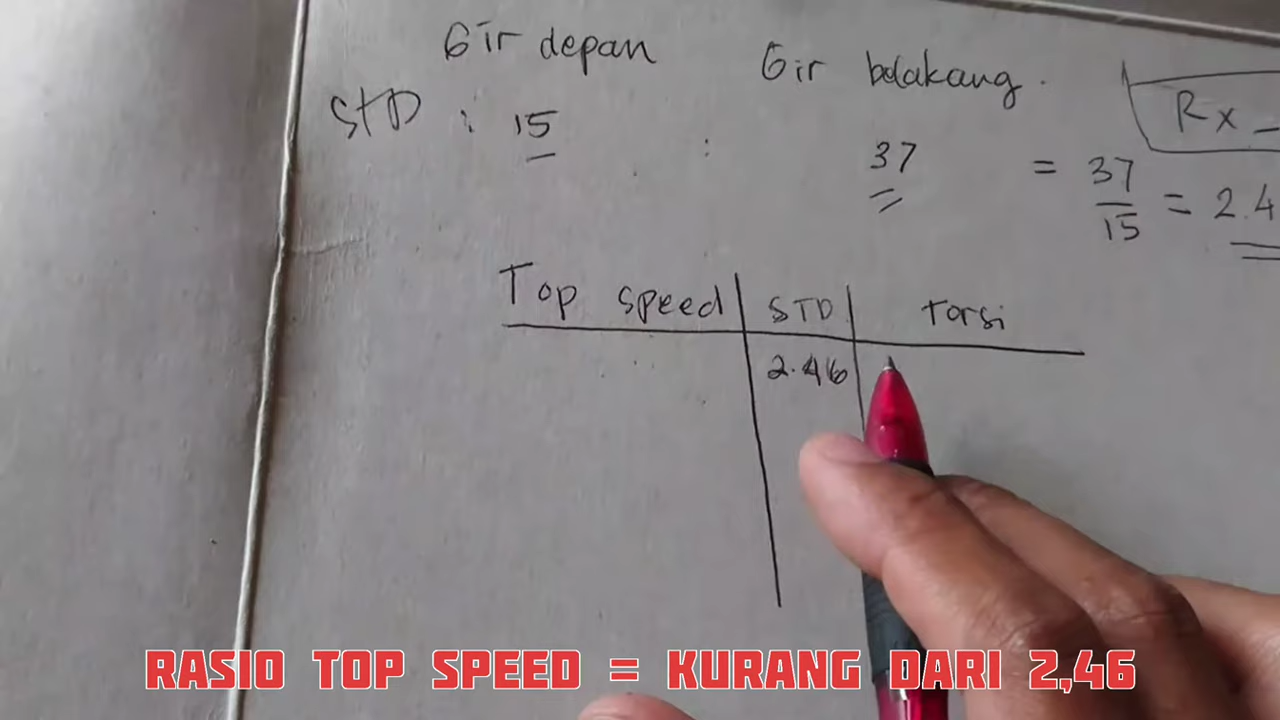 Gir depan Gir belakang.
STD : 15 : 37 = 37/15 = 2.4
Rx
Top speed | STD | Torsi
2.46
RASIO TOP SPEED = KURANG DARI 2,46